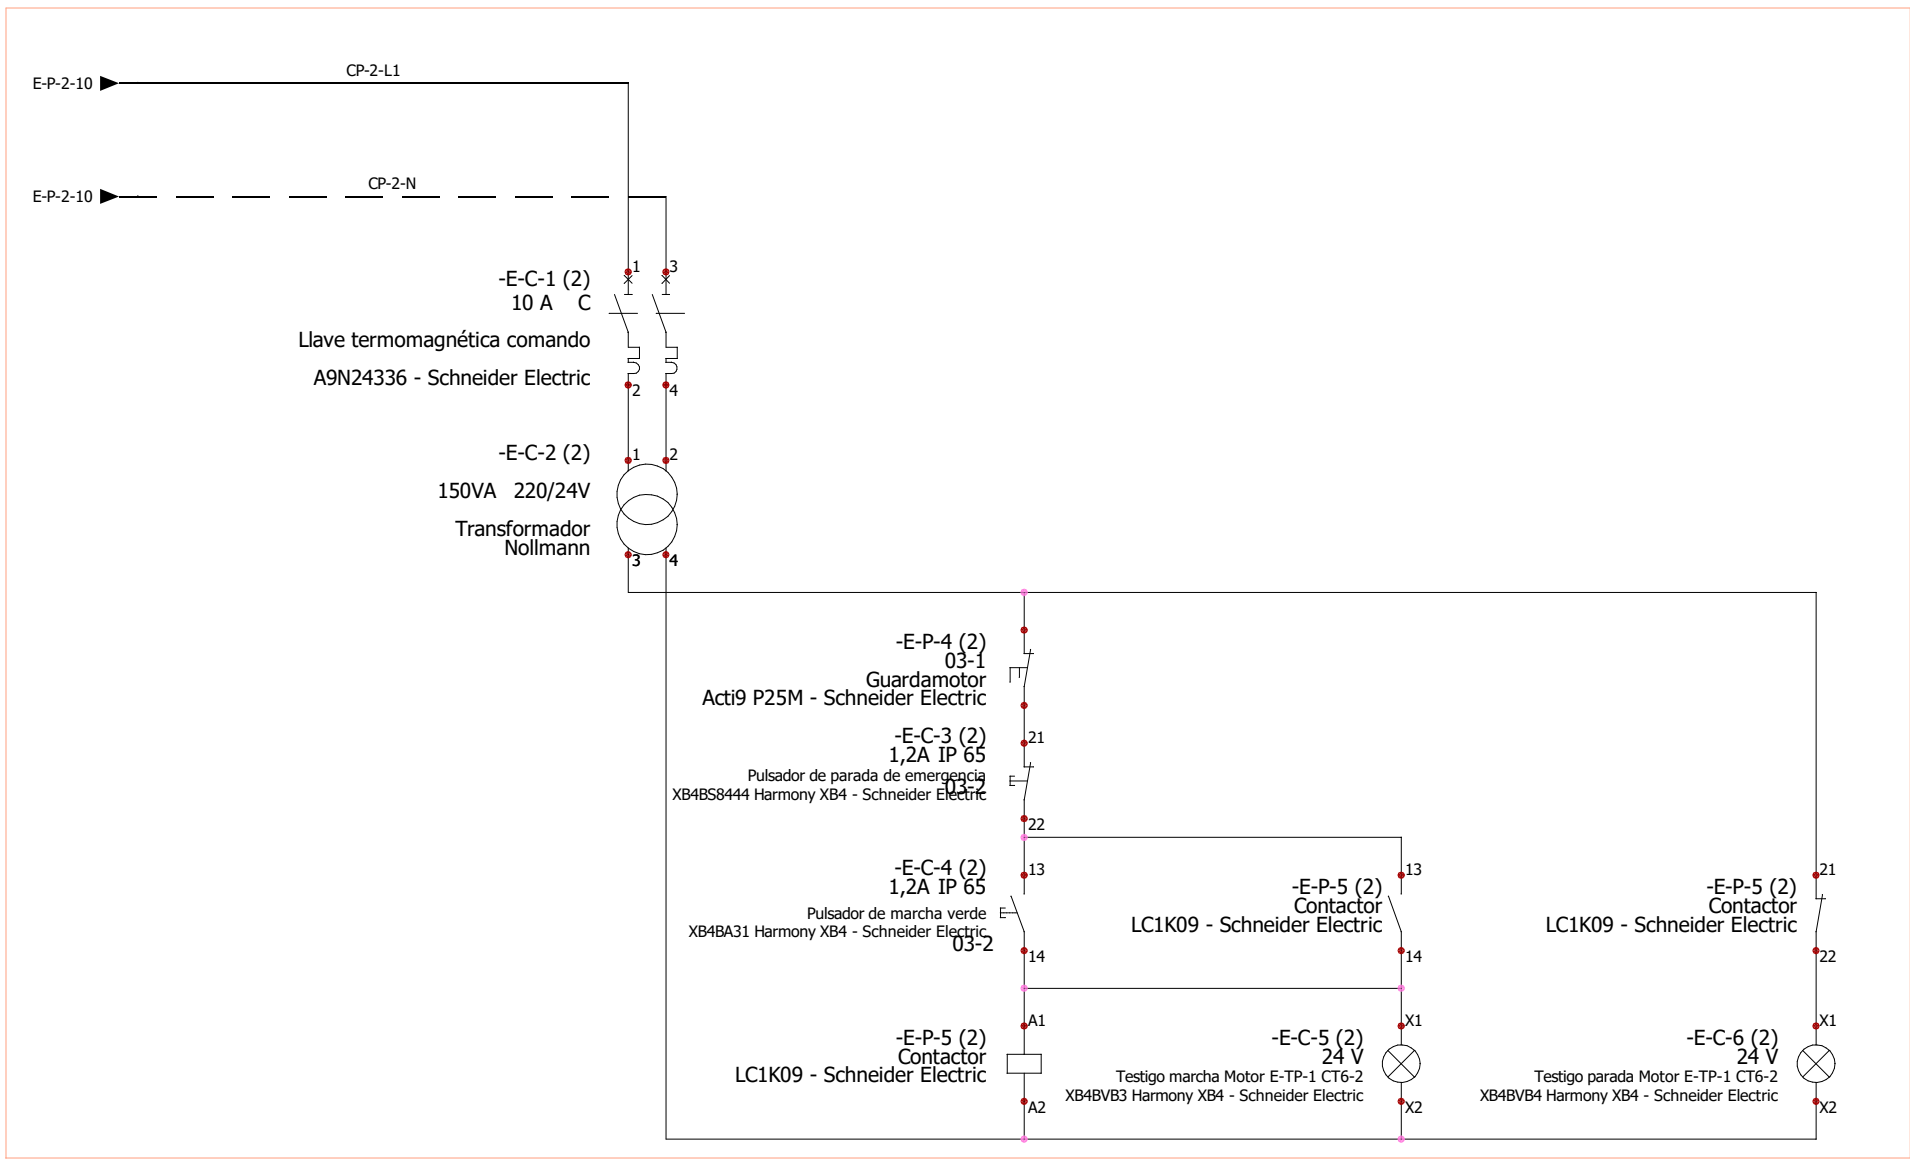 CP-2-L1
E-P-2-10
CP-2-N
E-P-2-10
1
3
-E-C-1 (2)
10 A C
Llave termomagnética comando
A9N24336 - Schneider Electric
2
4
-E-C-2 (2)
1
2
150VA 220/24V
Transformador
Nollmann
3
4
-E-P-4 (2)
03-1
Guardamotor
Acti9 P25M - Schneider Electric
-E-C-3 (2)
21
1,2A IP 65
Pulsador de parada de emergencia
03-2
XB4BS8444 Harmony XB4 - Schneider Electric
22
-E-C-4 (2)
13
1,2A IP 65
Pulsador de marcha verde
XB4BA31 Harmony XB4 - Schneider Electric
03-2
14
13
-E-P-5 (2)
Contactor
LC1K09 - Schneider Electric
14
21
-E-P-5 (2)
Contactor
LC1K09 - Schneider Electric
22
A1
-E-P-5 (2)
Contactor
LC1K09 - Schneider Electric
A2
X1
-E-C-5 (2)
24 V
Testigo marcha Motor E-TP-1 CT6-2
XB4BVB3 Harmony XB4 - Schneider Electric
X2
X1
-E-C-6 (2)
24 V
Testigo parada Motor E-TP-1 CT6-2
XB4BVB4 Harmony XB4 - Schneider Electric
X2